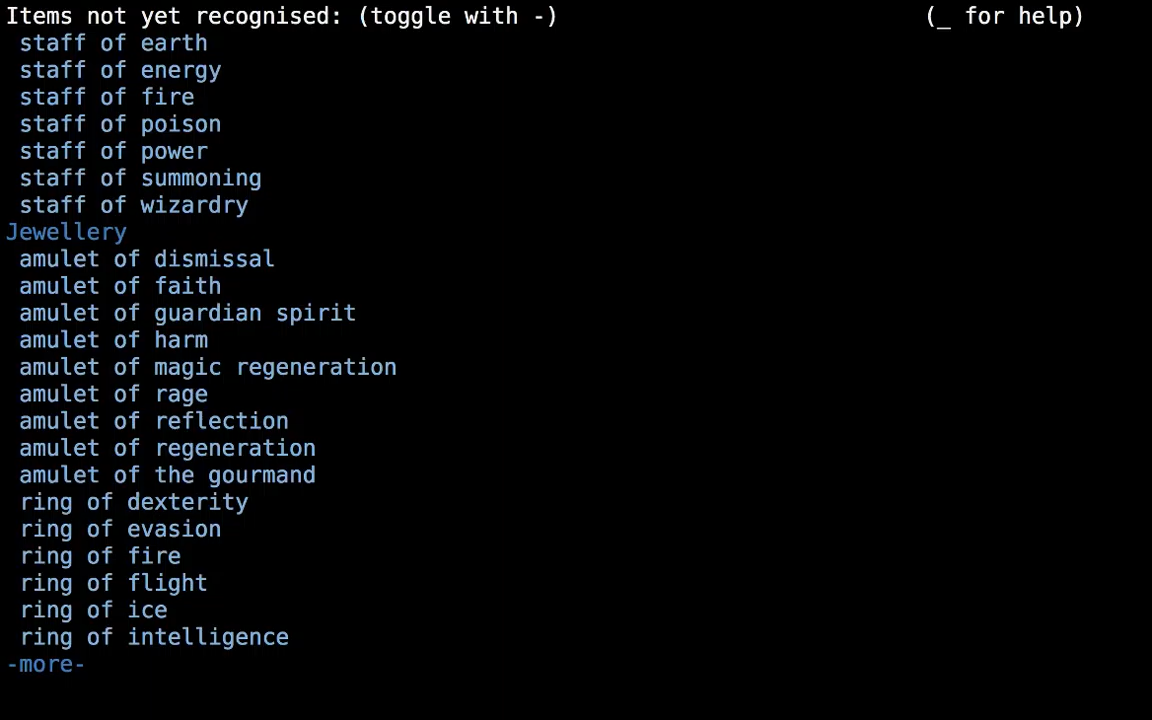 Items not yet recognised: (toggle with -) (_ for help)
staff of earth
staff of energy
staff of fire
staff of poison
staff of power
staff of summoning
staff of wizardry
Jewellery
amulet of dismissal
amulet of faith
amulet of guardian spirit
amulet of harm
amulet of magic regeneration
amulet of rage
amulet of reflection
amulet of regeneration
amulet of the gourmand
ring of dexterity
ring of evasion
ring of fire
ring of flight
ring of ice
ring of intelligence
-more-